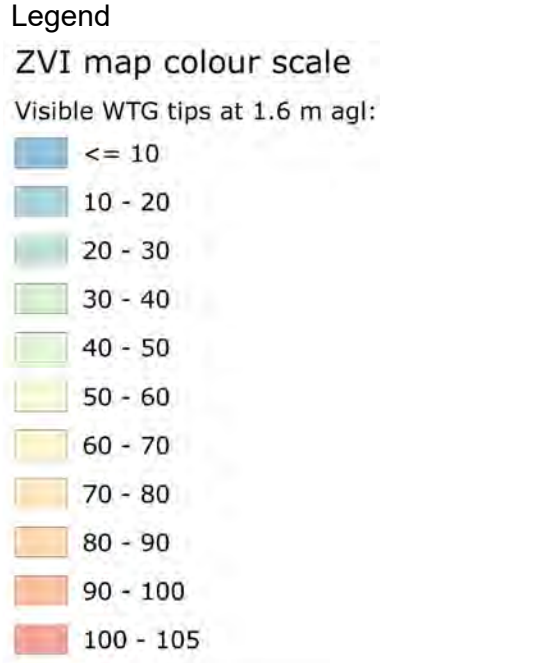 Legend
ZVI map colour scale
Visible WTG tips at 1.6 m agl:
<= 10
10 - 20
20 - 30
30 - 40
40 - 50
50 - 60
60 - 70
70 - 80
80 - 90
90 - 100
100 - 105